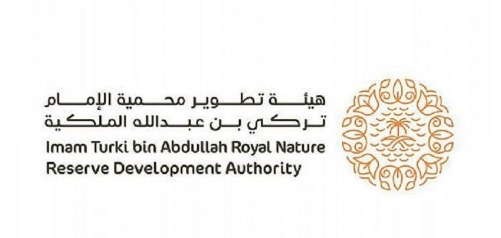 هيئة تطوير محمية الإمام
تركي بن عبدالله الملكية
Imam Turki bin Abdullah Royal Nature
Reserve Development Authority